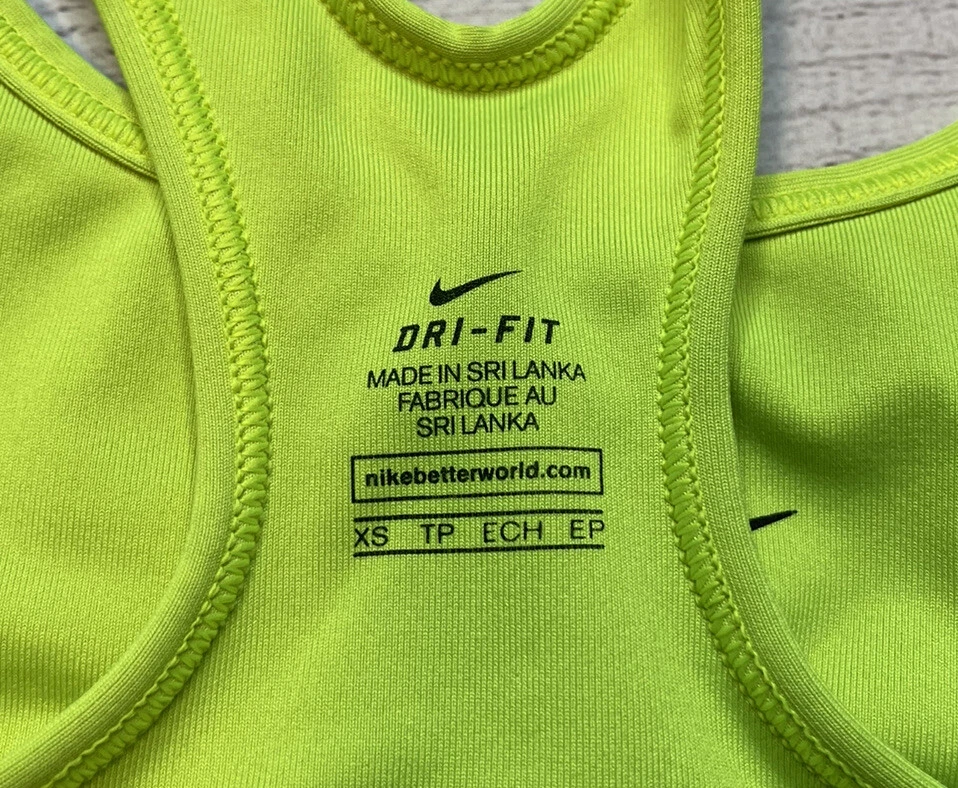 DRI-FIT
MADE IN SRI LANKA
FABRIQUE AU
SRI LANKA
nikebetterworld.com
XS TP ECH EP